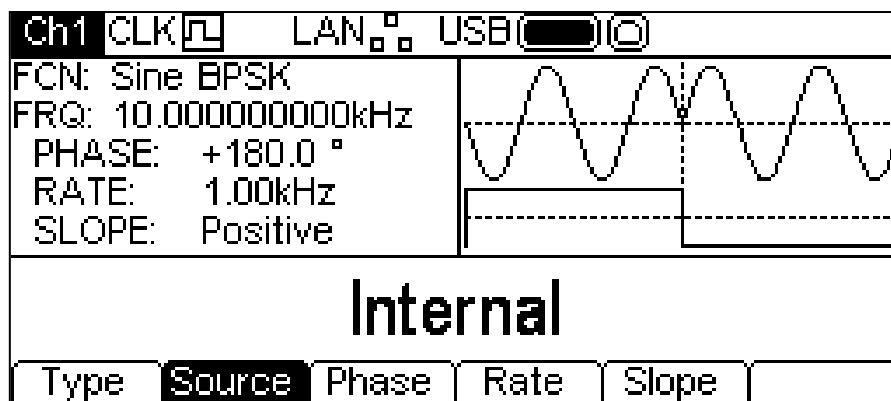 Ch1 CLK LAN USB
FCN: Sine BPSK
FRQ: 10.000000000kHz
PHASE: +180.0 °
RATE: 1.00kHz
SLOPE: Positive
Internal
Type Source Phase Rate Slope